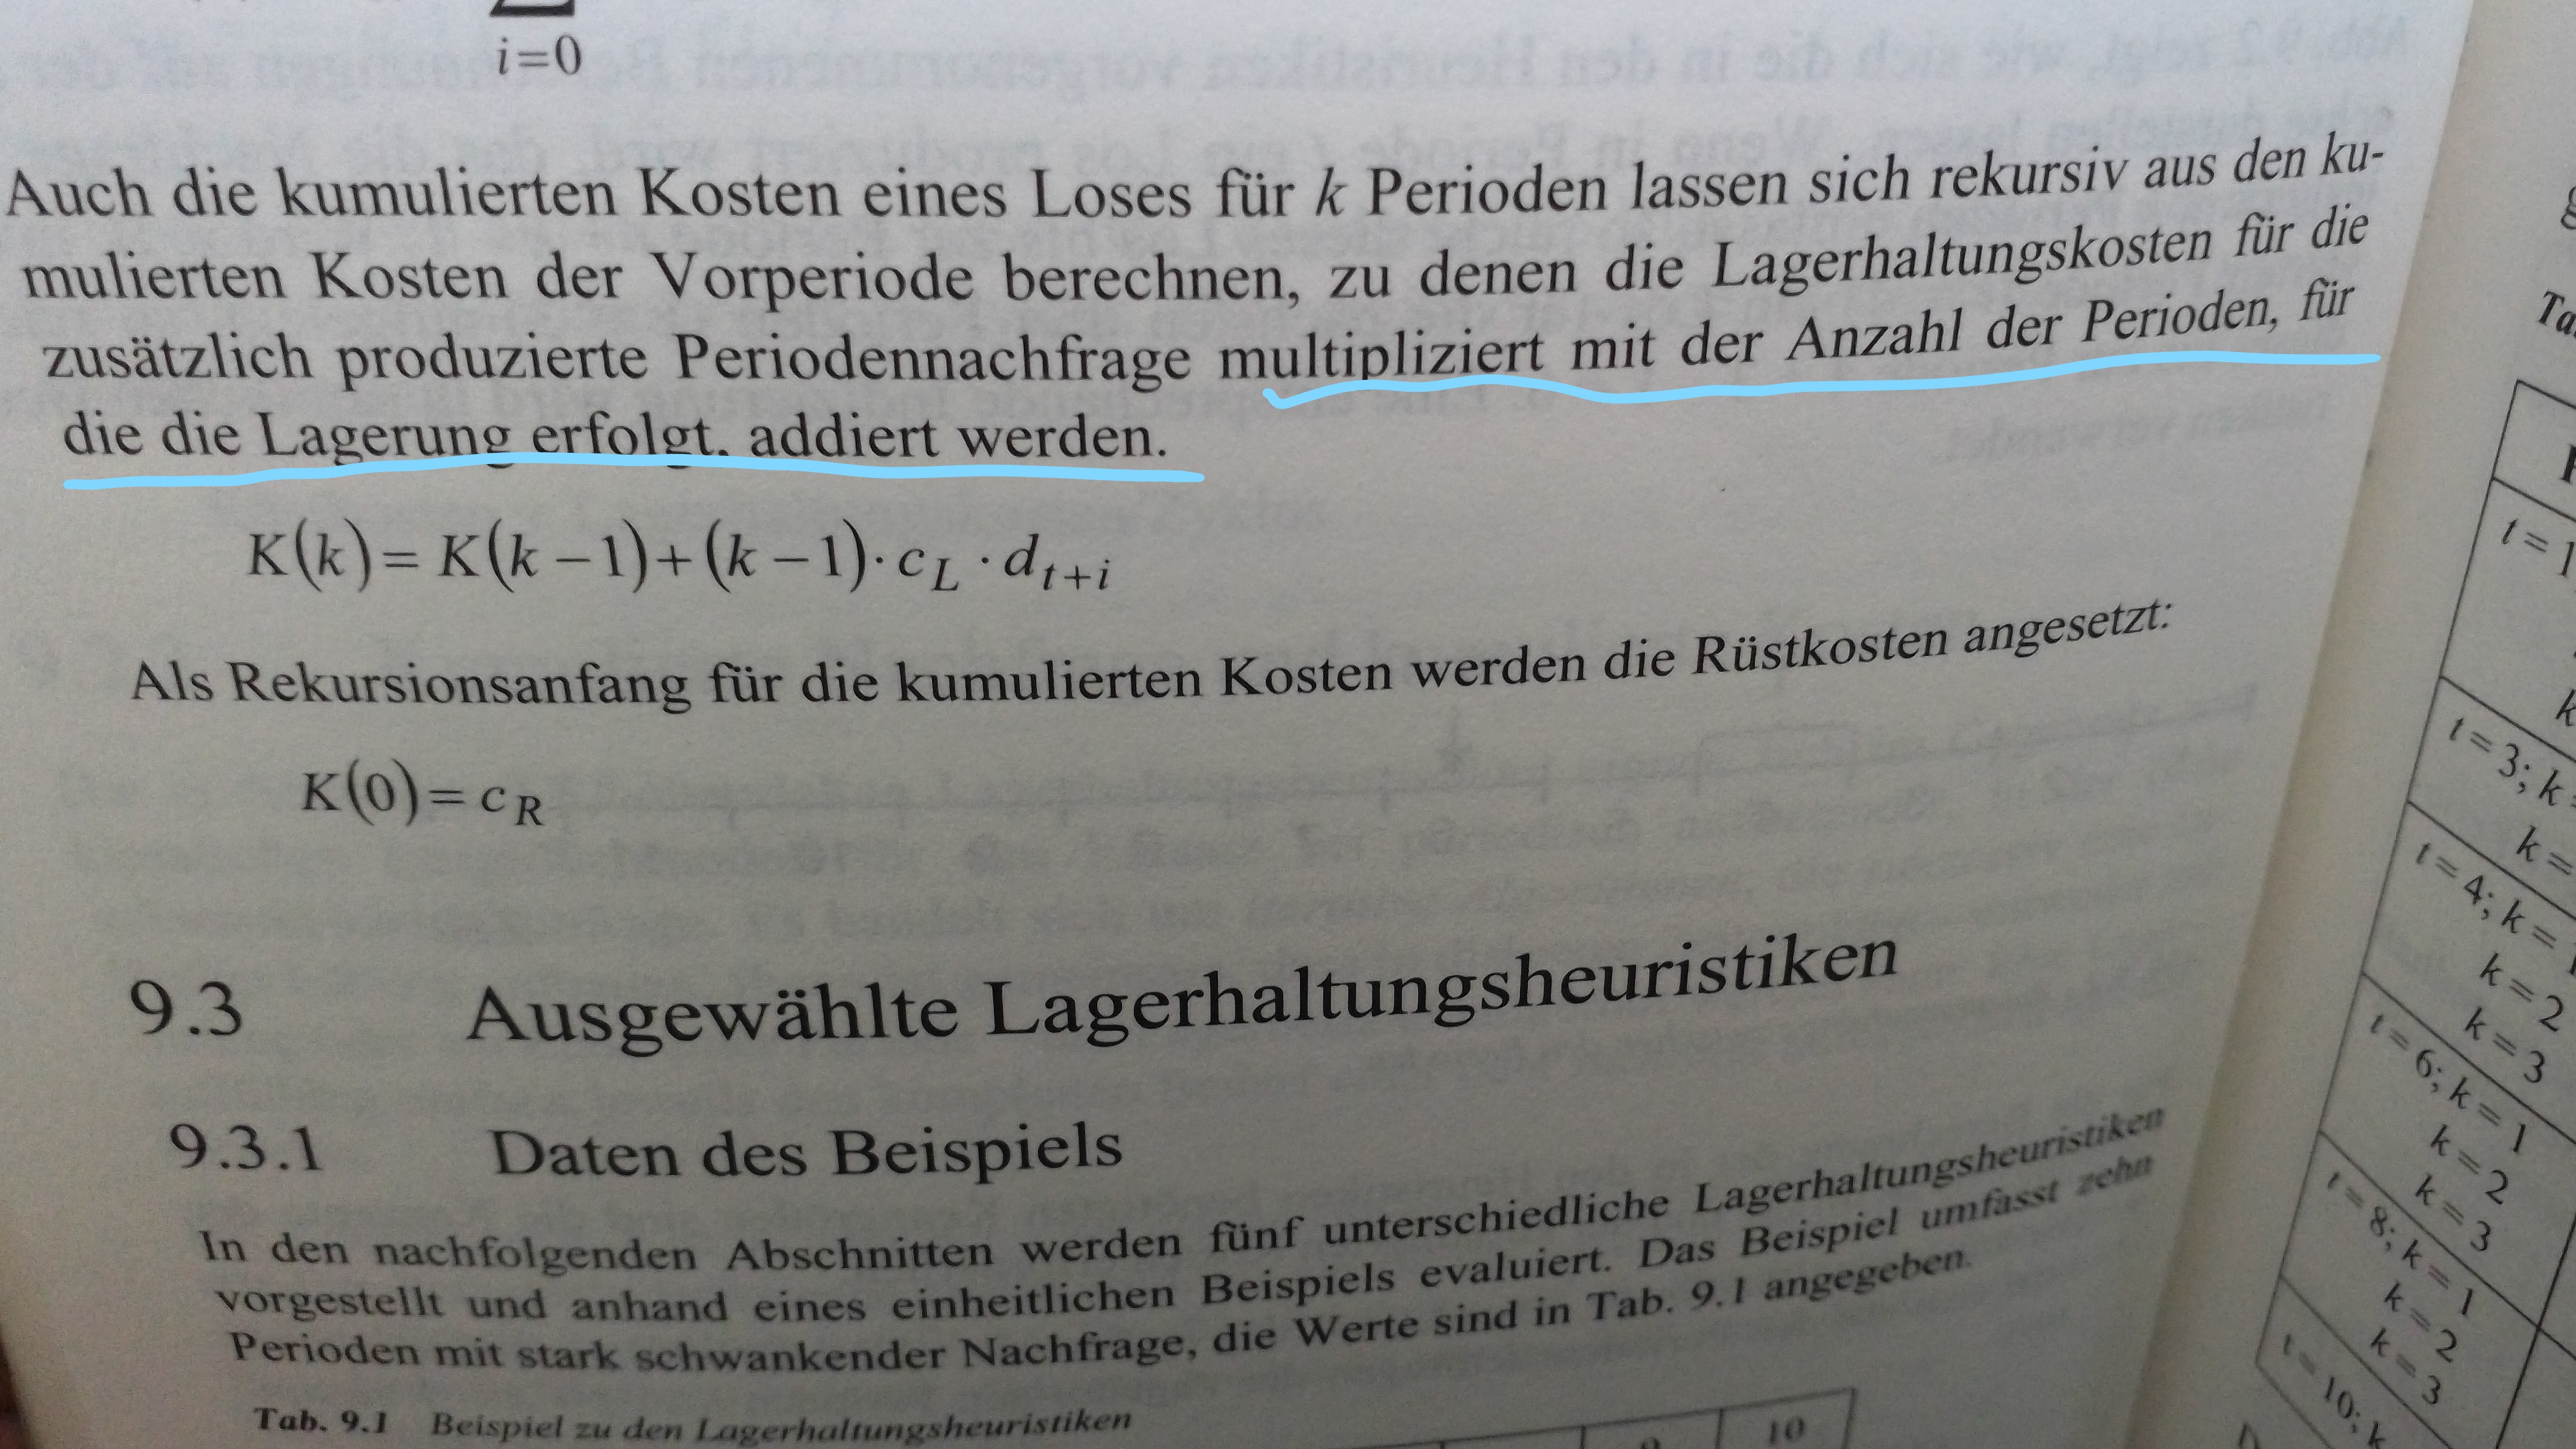 i=0
Auch die kumulierten Kosten eines Loses für k Perioden lassen sich rekursiv aus den ku-
mulierten Kosten der Vorperiode berechnen, zu denen die Lagerhaltungskosten für die
zusätzlich produzierte Periodennachfrage multipliziert mit der Anzahl der Perioden, für
die die Lagerung erfolgt, addiert werden.
K(k) = K(k − 1) + (k − 1) · c_L · d_{t+i}
Als Rekursionsanfang für die kumulierten Kosten werden die Rüstkosten angesetzt:
K(0) = c_R
9.3 Ausgewählte Lagerhaltungsheuristiken
9.3.1 Daten des Beispiels
In den nachfolgenden Abschnitten werden fünf unterschiedliche Lagerhaltungsheuristiken
vorgestellt und anhand eines einheitlichen Beispiels evaluiert. Das Beispiel umfasst zehn
Perioden mit stark schwankender Nachfrage, die Werte sind in Tab. 9.1 angegeben.
Tab. 9.1 Beispiel zu den Lagerhaltungsheuristiken
10
t = 1
t = 3; k =
k =
t = 4; k = 1
k = 2
k = 3
t = 6; k = 1
k = 2
k = 3
t = 8; k = 1
k = 2
k = 3
t = 10; k